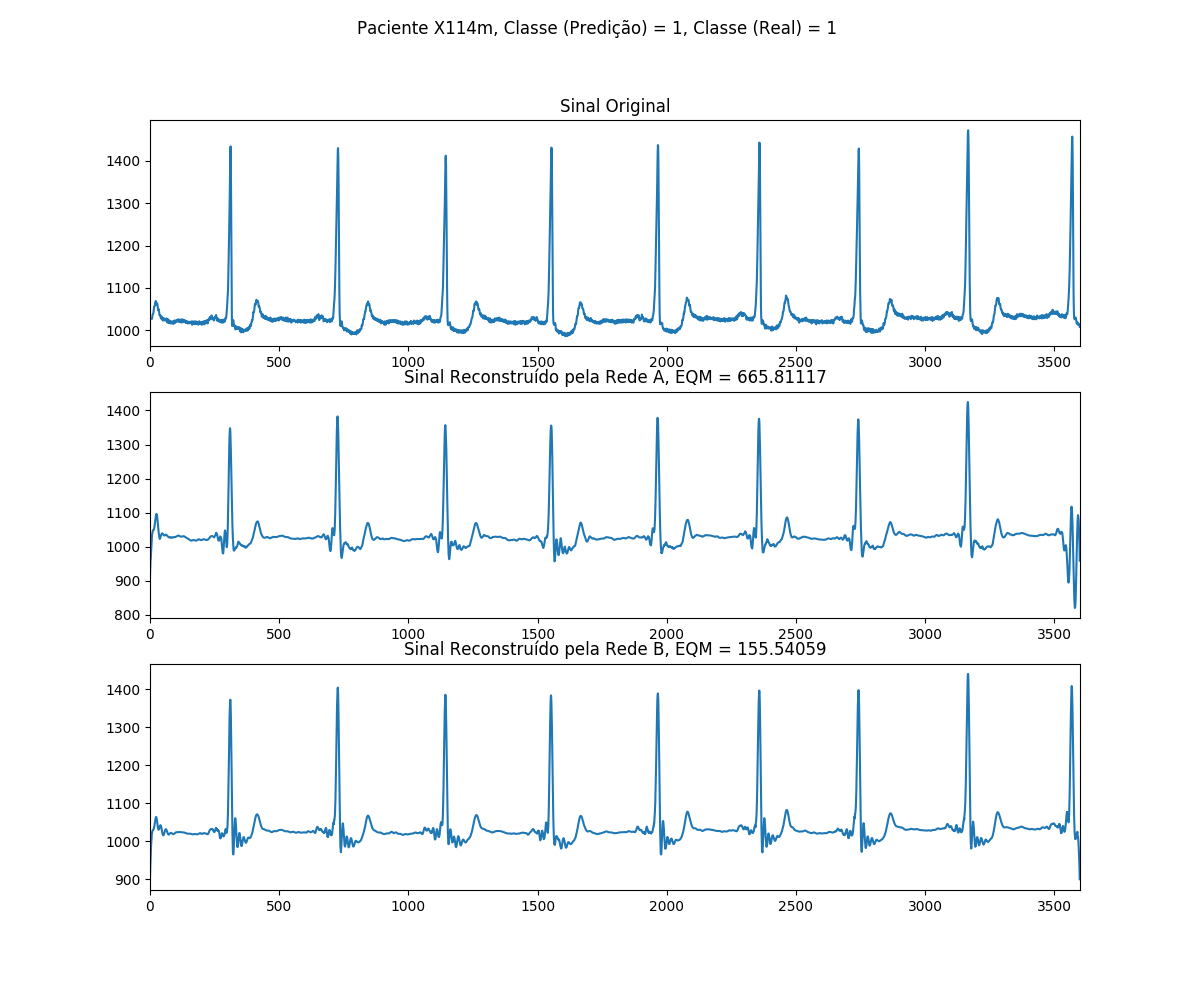 Paciente X114m, Classe (Predição) = 1, Classe (Real) = 1
Sinal Original
1400
1300
1200
1100
1000
0 500 1000 1500 2000 2500 3000 3500
Sinal Reconstruído pela Rede A, EQM = 665.81117
1400
1300
1200
1100
1000
900
800
0 500 1000 1500 2000 2500 3000 3500
Sinal Reconstruído pela Rede B, EQM = 155.54059
1400
1300
1200
1100
1000
900
0 500 1000 1500 2000 2500 3000 3500